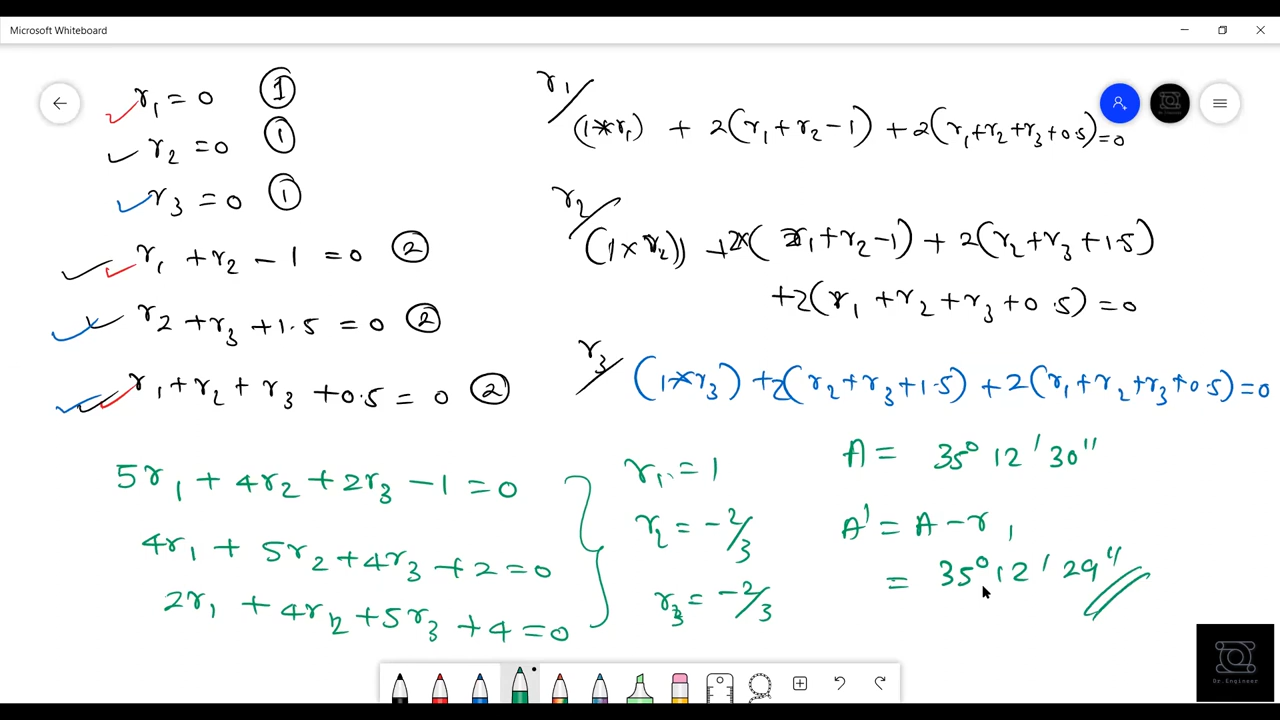 Microsoft Whiteboard
r1 = 0 ①
r2 = 0 ①
r3 = 0 ①
r1 + r2 - 1 = 0 ②
r2 + r3 + 1.5 = 0 ②
r1 + r2 + r3 + 0.5 = 0 ②
r1/
(1×r1) + 2(r1 + r2 - 1) + 2(r1 + r2 + r3 + 0.5) = 0
r2/
(1 × r2) + 2×( r1 + r2 - 1) + 2(r2 + r3 + 1.5)
+2(r1 + r2 + r3 + 0.5) = 0
r3/
(1×r3) + 2(r2 + r3 + 1.5) + 2(r1 + r2 + r3 + 0.5) = 0
5r1 + 4r2 + 2r3 - 1 = 0
4r1 + 5r2 + 4r3 + 2 = 0
2r1 + 4r2 + 5r3 + 4 = 0
r1 = 1
r2 = -2/3
r3 = -2/3
A = 35° 12' 30"
A' = A - r1
= 35° 12' 29"
Dr.Engineer